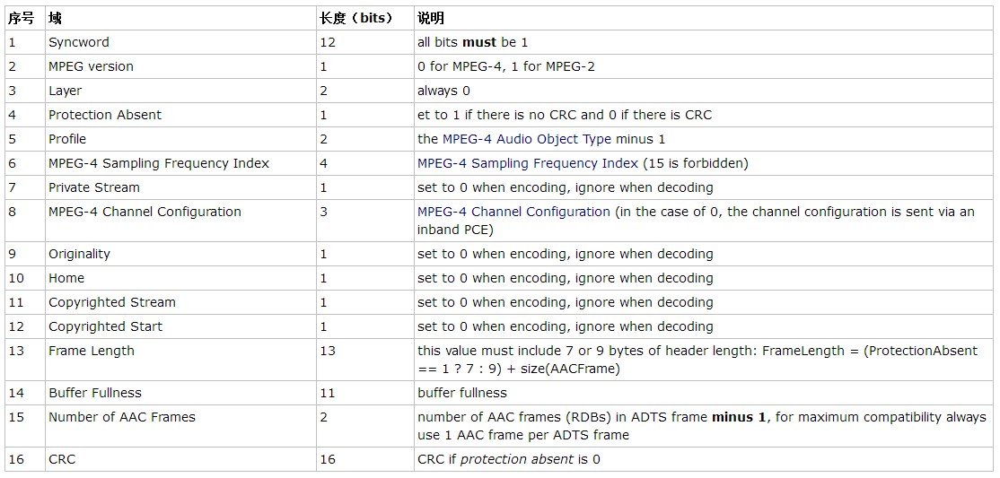 序号 域 长度（bits） 说明
1 Syncword 12 all bits must be 1
2 MPEG version 1 0 for MPEG-4, 1 for MPEG-2
3 Layer 2 always 0
4 Protection Absent 1 et to 1 if there is no CRC and 0 if there is CRC
5 Profile 2 the MPEG-4 Audio Object Type minus 1
6 MPEG-4 Sampling Frequency Index 4 MPEG-4 Sampling Frequency Index (15 is forbidden)
7 Private Stream 1 set to 0 when encoding, ignore when decoding
8 MPEG-4 Channel Configuration 3 MPEG-4 Channel Configuration (in the case of 0, the channel configuration is sent via an
inband PCE)
9 Originality 1 set to 0 when encoding, ignore when decoding
10 Home 1 set to 0 when encoding, ignore when decoding
11 Copyrighted Stream 1 set to 0 when encoding, ignore when decoding
12 Copyrighted Start 1 set to 0 when encoding, ignore when decoding
13 Frame Length 13 this value must include 7 or 9 bytes of header length: FrameLength = (ProtectionAbsent
== 1 ? 7 : 9) + size(AACFrame)
14 Buffer Fullness 11 buffer fullness
15 Number of AAC Frames 2 number of AAC frames (RDBs) in ADTS frame minus 1, for maximum compatibility always
use 1 AAC frame per ADTS frame
16 CRC 16 CRC if protection absent is 0